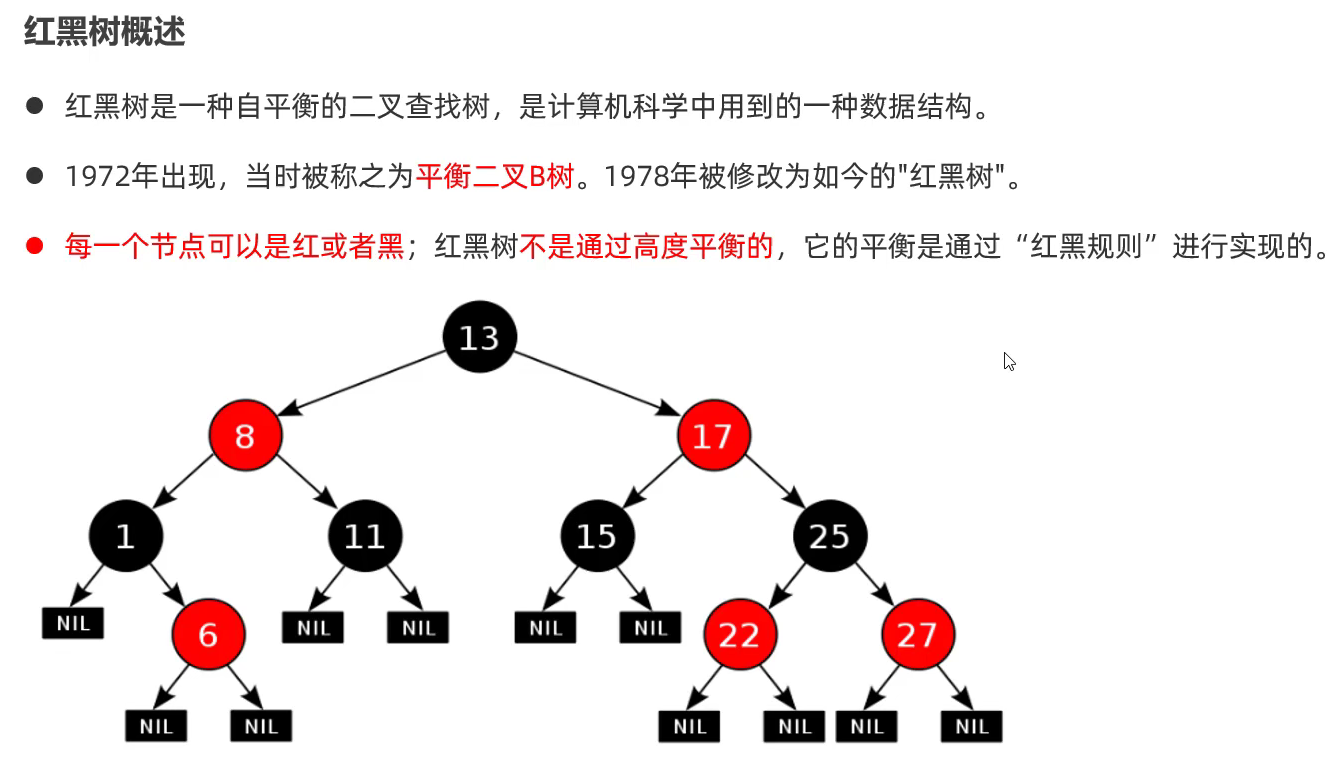 红黑树概述
● 红黑树是一种自平衡的二叉查找树，是计算机科学中用到的一种数据结构。
● 1972年出现，当时被称之为平衡二叉B树。1978年被修改为如今的"红黑树"。
● 每一个节点可以是红或者黑；红黑树不是通过高度平衡的，它的平衡是通过“红黑规则”进行实现的。
13
8 17
1 11 15 25
NIL 6 NIL NIL NIL NIL 22 27
NIL NIL NIL NIL NIL NIL